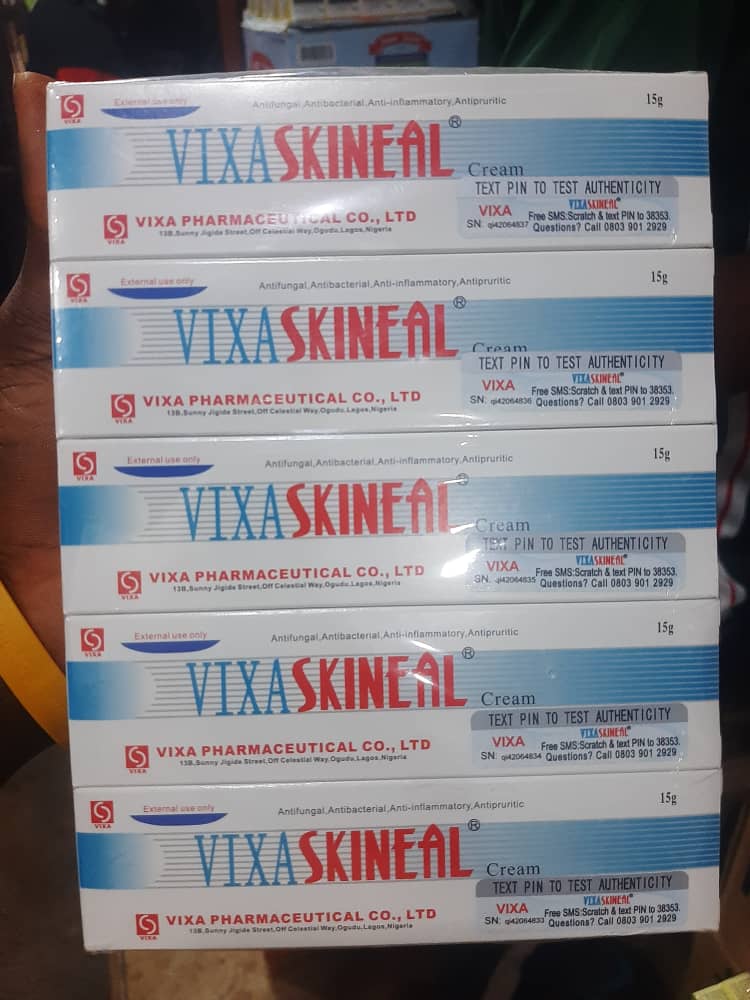 VIXA
External use only
Antifungal,Antibacterial,Anti-inflammatory,Antipruritic
15g
VIXASKINEAL®
Cream
TEXT PIN TO TEST AUTHENTICITY
VIXA PHARMACEUTICAL CO., LTD
13B,Sunny Jigide Street,Off Celestial Way,Ogudu,Lagos,Nigeria
VIXA
VIXA
SN: qi42064837
VIXASKINEAL®
Free SMS:Scratch & text PIN to 38353.
Questions? Call 0803 901 2929
VIXA
External use only
Antifungal,Antibacterial,Anti-inflammatory,Antipruritic
15g
VIXASKINEAL®
Cream
TEXT PIN TO TEST AUTHENTICITY
VIXA PHARMACEUTICAL CO., LTD
13B,Sunny Jigide Street,Off Celestial Way,Ogudu,Lagos,Nigeria
VIXA
VIXA
SN: qi42064836
VIXASKINEAL®
Free SMS:Scratch & text PIN to 38353.
Questions? Call 0803 901 2929
VIXA
External use only
Antifungal,Antibacterial,Anti-inflammatory,Antipruritic
15g
VIXASKINEAL®
Cream
TEXT PIN TO TEST AUTHENTICITY
VIXA PHARMACEUTICAL CO., LTD
13B,Sunny Jigide Street,Off Celestial Way,Ogudu,Lagos,Nigeria
VIXA
VIXA
SN: qi42064835
VIXASKINEAL®
Free SMS:Scratch & text PIN to 38353.
Questions? Call 0803 901 2929
VIXA
External use only
Antifungal,Antibacterial,Anti-inflammatory,Antipruritic
15g
VIXASKINEAL®
Cream
TEXT PIN TO TEST AUTHENTICITY
VIXA PHARMACEUTICAL CO., LTD
13B,Sunny Jigide Street,Off Celestial Way,Ogudu,Lagos,Nigeria
VIXA
VIXA
SN: qi42064834
VIXASKINEAL®
Free SMS:Scratch & text PIN to 38353.
Questions? Call 0803 901 2929
VIXA
External use only
Antifungal,Antibacterial,Anti-inflammatory,Antipruritic
15g
VIXASKINEAL®
Cream
TEXT PIN TO TEST AUTHENTICITY
VIXA PHARMACEUTICAL CO., LTD
13B,Sunny Jigide Street,Off Celestial Way,Ogudu,Lagos,Nigeria
VIXA
VIXA
SN: qi42064833
VIXASKINEAL®
Free SMS:Scratch & text PIN to 38353.
Questions? Call 0803 901 2929